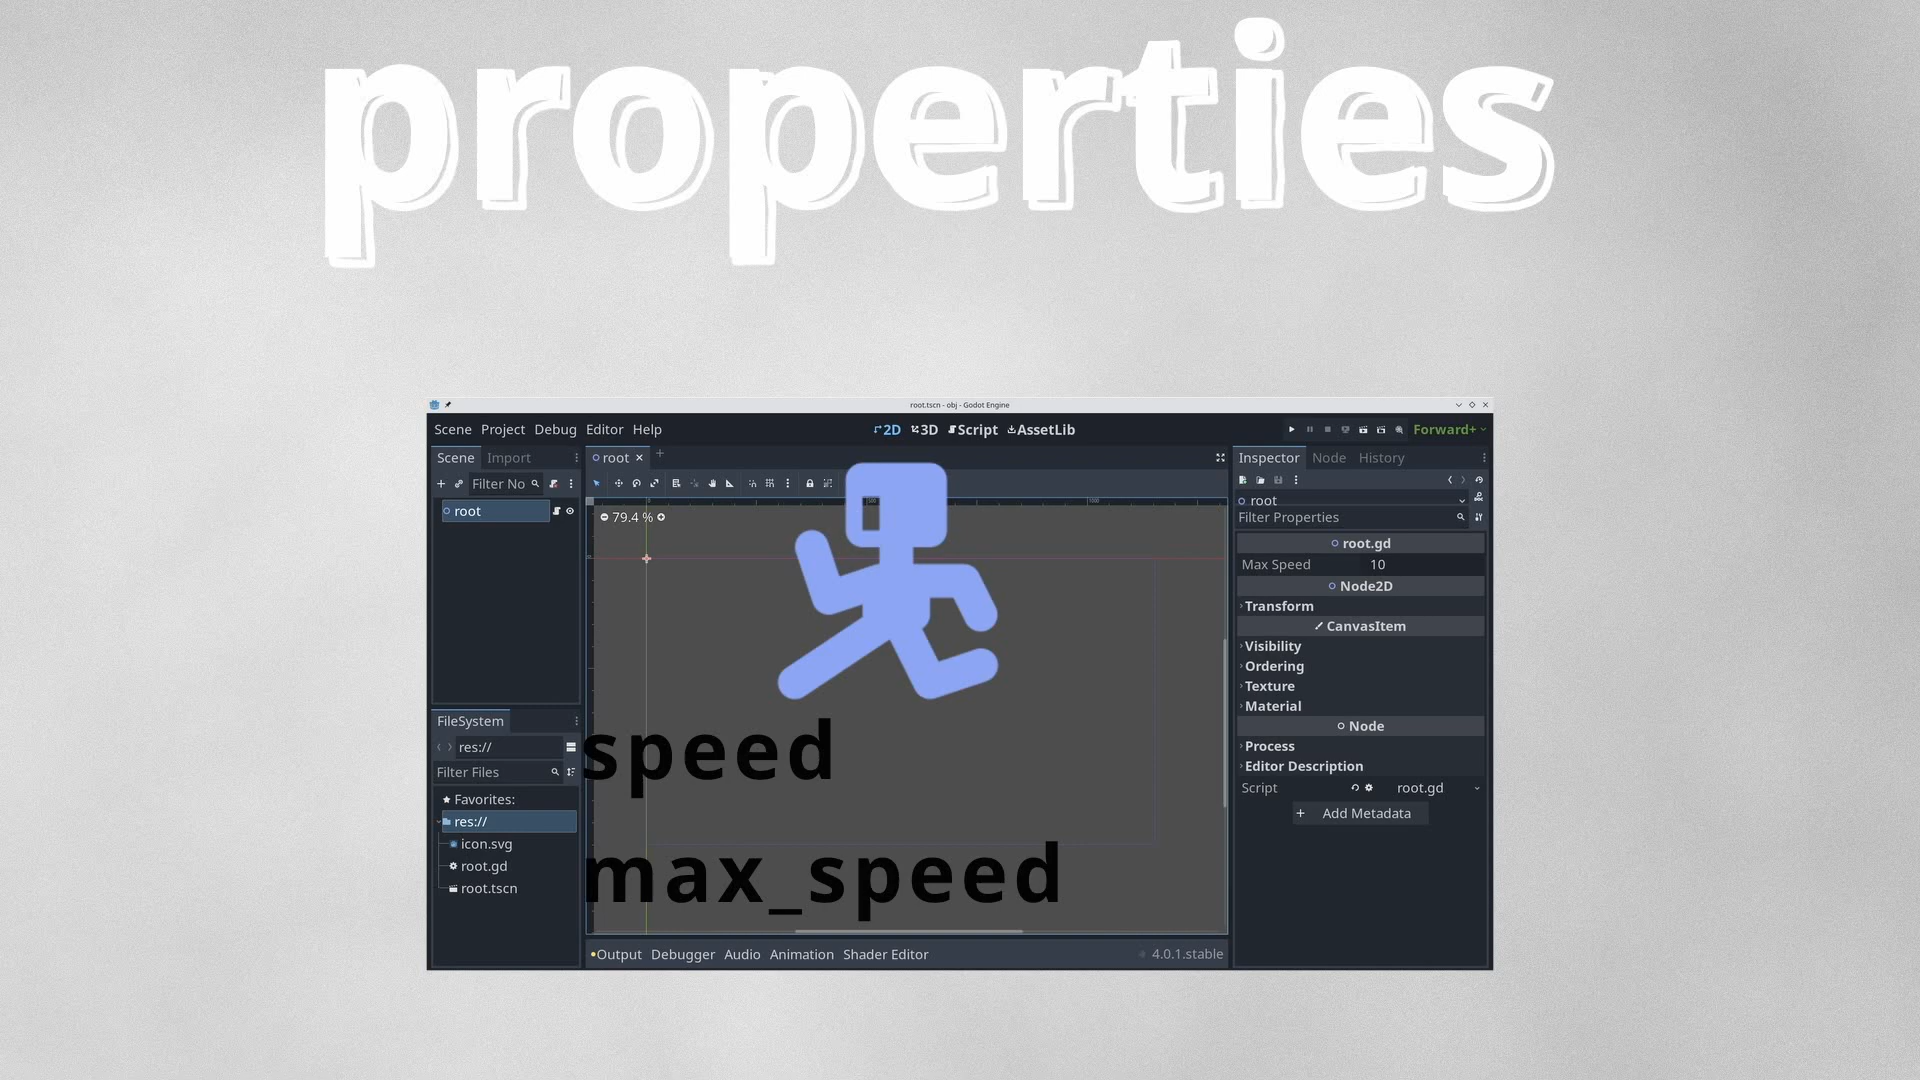 properties
root.tscn - obj - Godot Engine
Scene Project Debug Editor Help
2D 3D Script AssetLib
Forward+
Scene Import
root
Inspector Node History
Filter No
root
79.4 %
500
1000
root
Filter Properties
root.gd
Max Speed 10
Node2D
Transform
CanvasItem
Visibility
Ordering
Texture
Material
Node
Process
Editor Description
Script root.gd
Add Metadata
FileSystem
res://
Filter Files
Favorites:
res://
icon.svg
root.gd
root.tscn
speed
max_speed
Output Debugger Audio Animation Shader Editor
4.0.1.stable